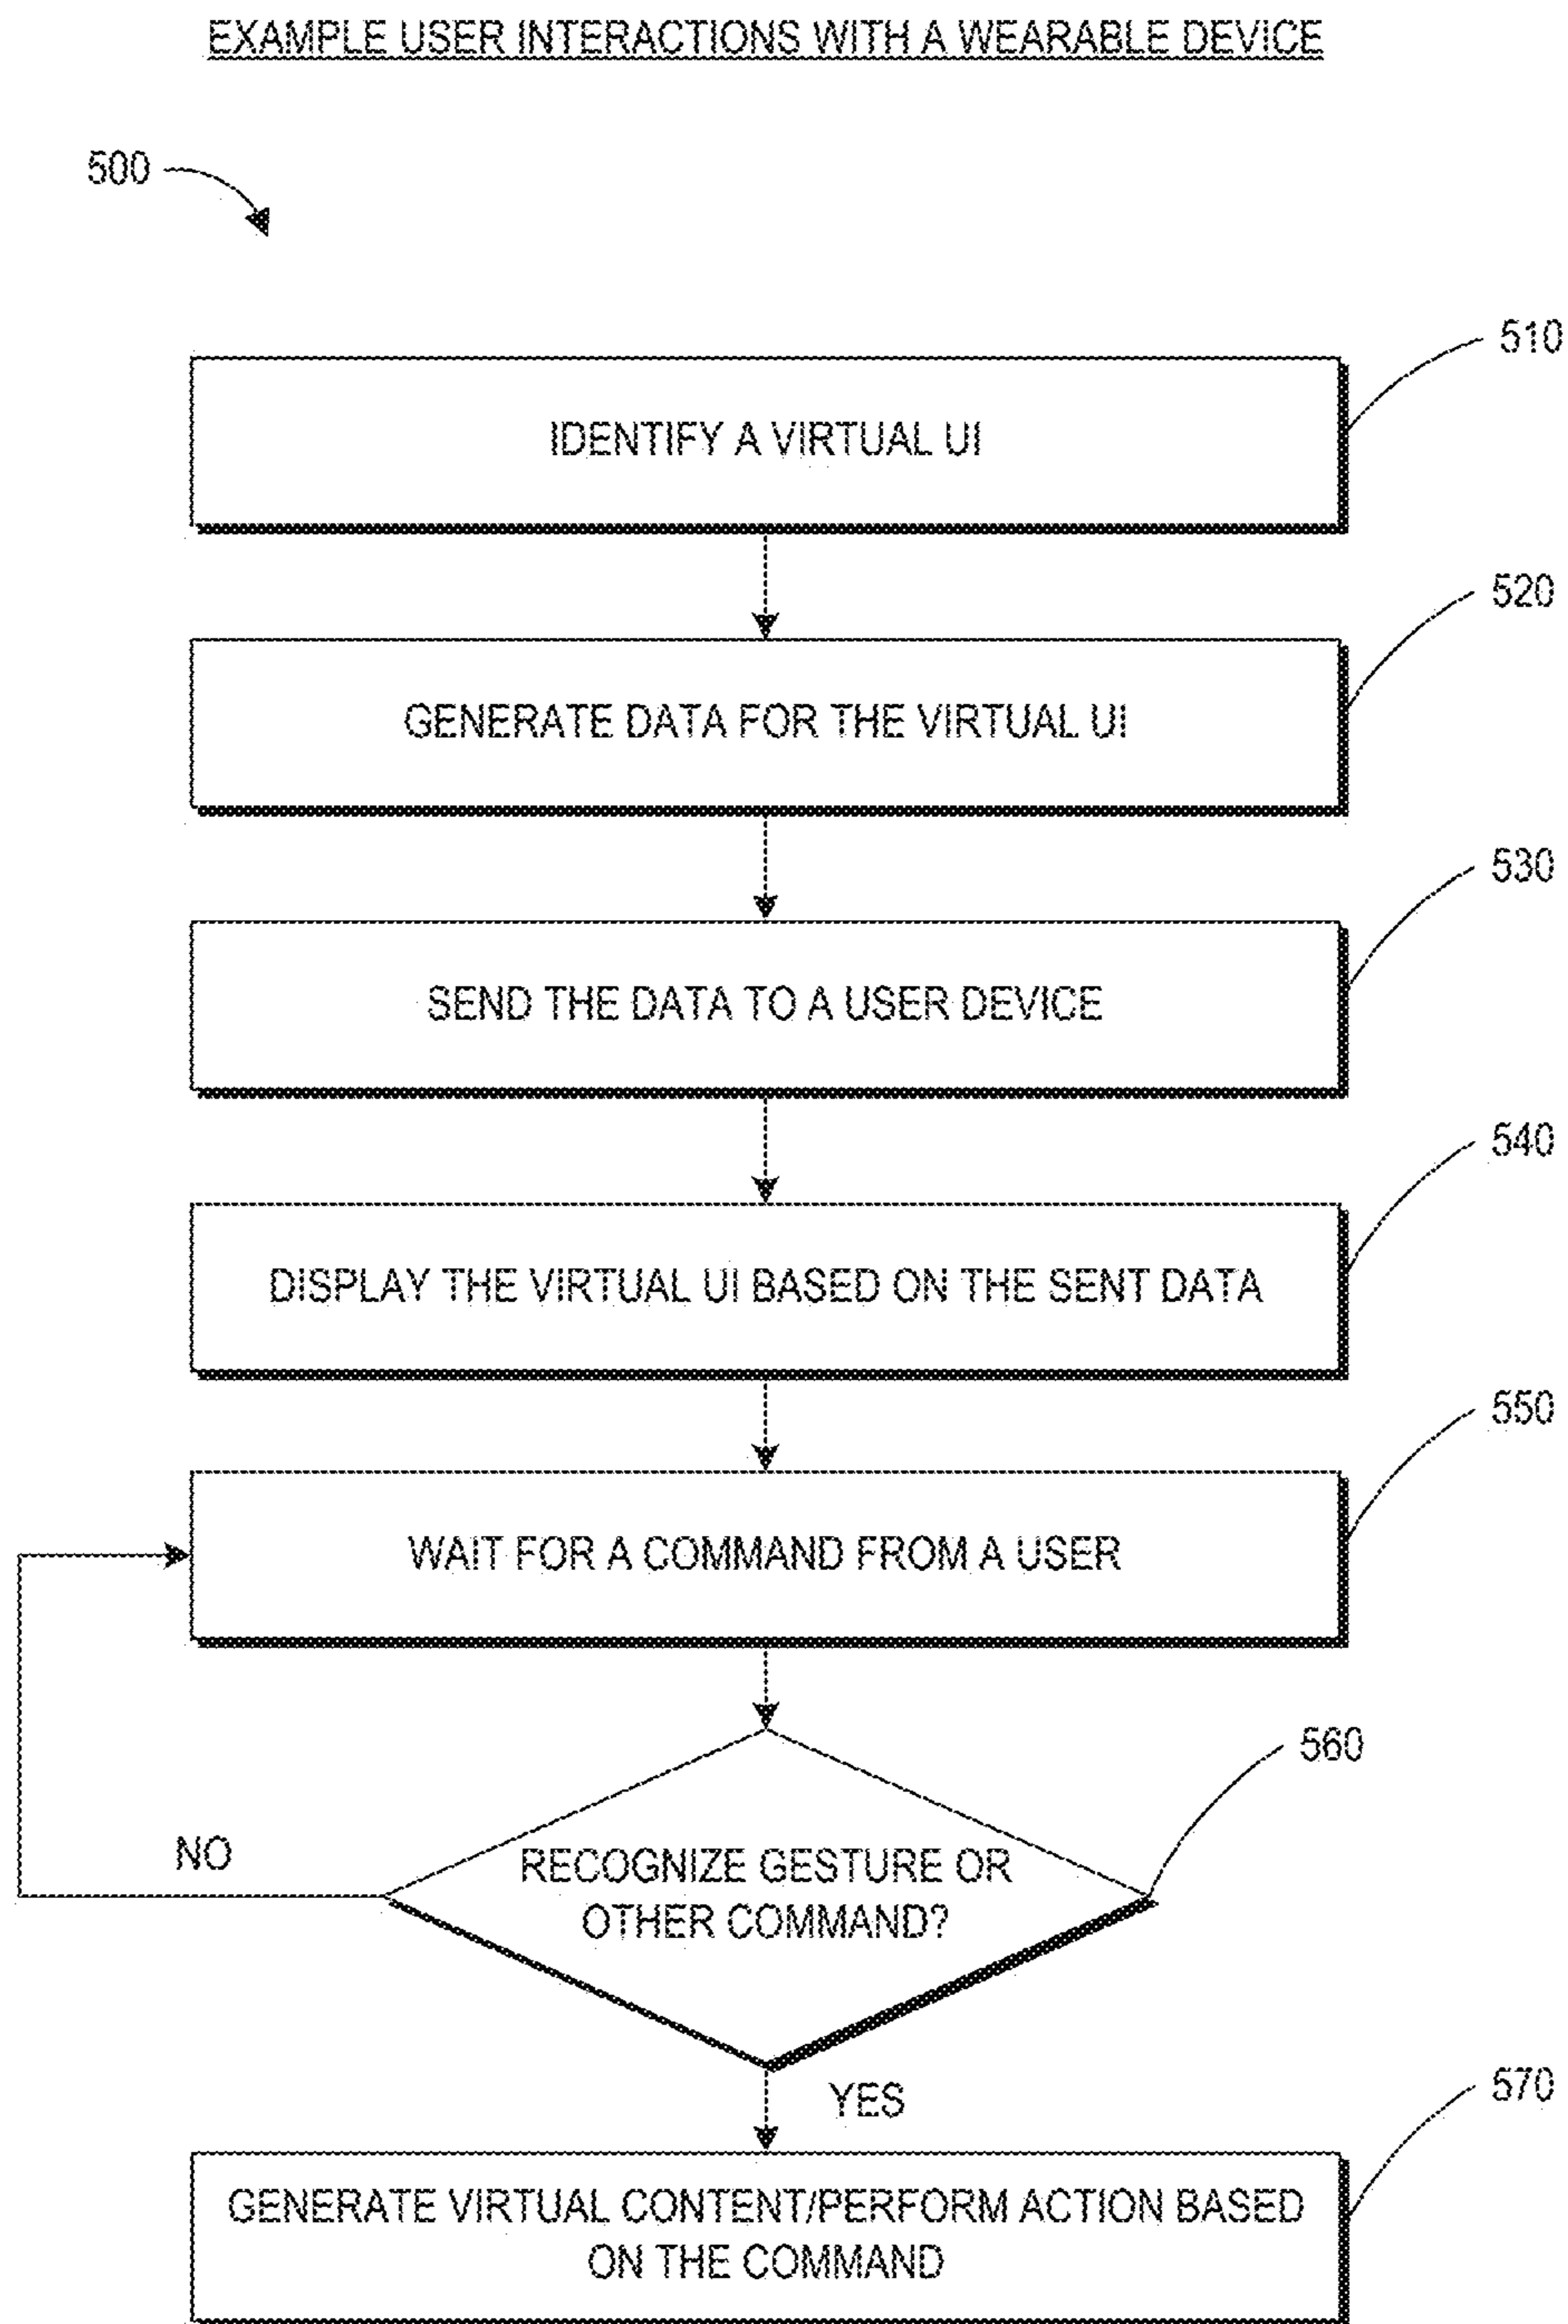 EXAMPLE USER INTERACTIONS WITH A WEARABLE DEVICE
500
510
IDENTIFY A VIRTUAL UI
520
GENERATE DATA FOR THE VIRTUAL UI
530
SEND THE DATA TO A USER DEVICE
540
DISPLAY THE VIRTUAL UI BASED ON THE SENT DATA
550
WAIT FOR A COMMAND FROM A USER
560
NO
RECOGNIZE GESTURE OR
OTHER COMMAND?
YES
570
GENERATE VIRTUAL CONTENT/PERFORM ACTION BASED
ON THE COMMAND